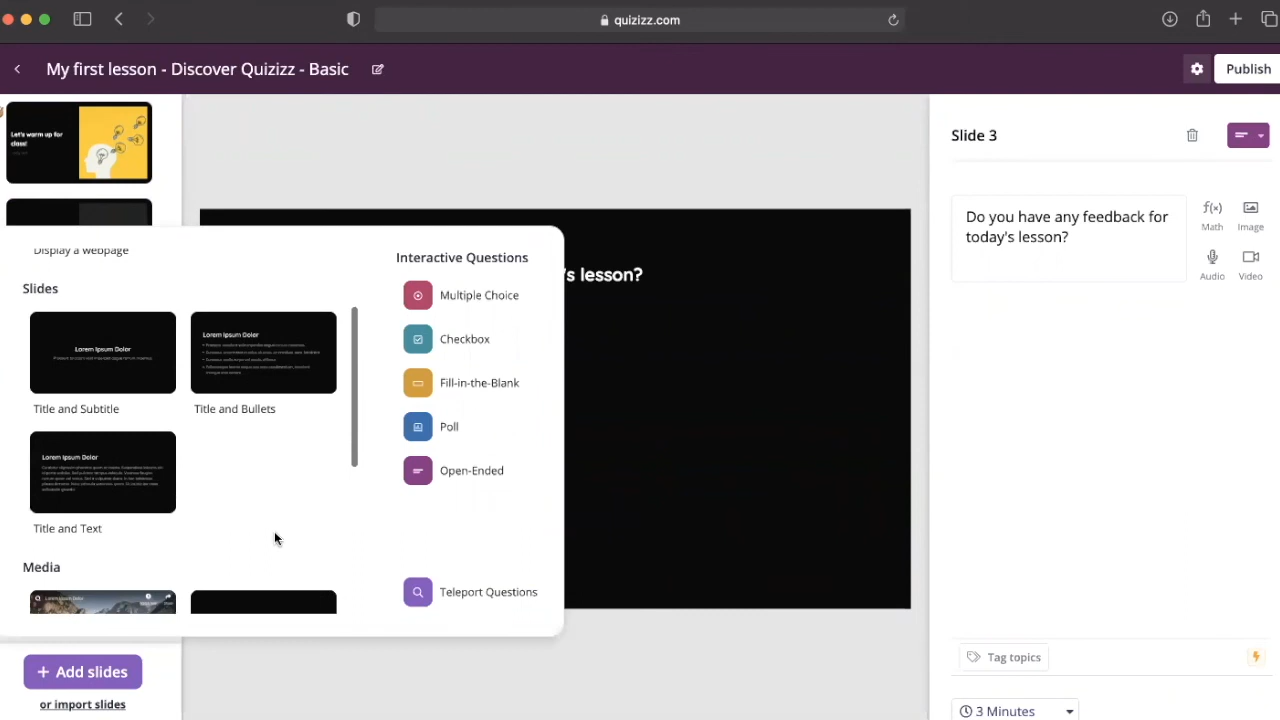 quizizz.com
My first lesson - Discover Quizizz - Basic
Publish
Let's warm up for
class!
Slide 3
Do you have any feedback for
today's lesson?
f(x)
Math
Image
Audio
Video
's lesson?
Display a webpage
Slides
Lorem Ipsum Dolor
Title and Subtitle
Lorem Ipsum Dolor
Title and Bullets
Lorem Ipsum Dolor
Title and Text
Media
Lorem Ipsum Dolor
Interactive Questions
Multiple Choice
Checkbox
Fill-in-the-Blank
Poll
Open-Ended
Teleport Questions
+ Add slides
or import slides
Tag topics
3 Minutes